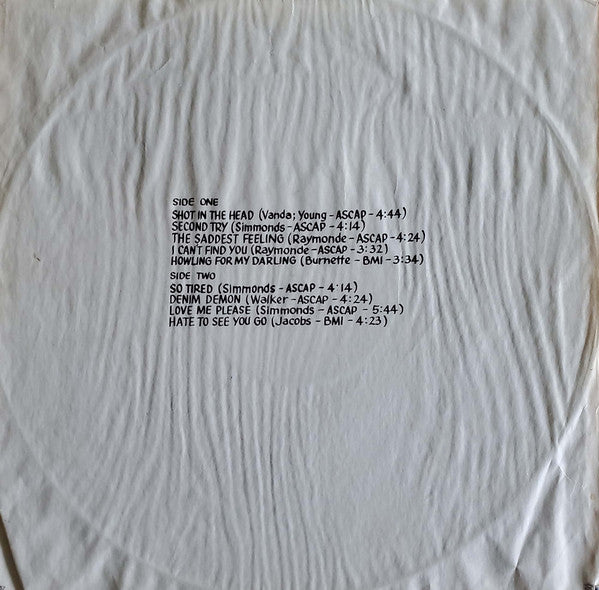 SIDE ONE
SHOT IN THE HEAD (Vanda; Young - ASCAP - 4:44)
SECOND TRY (Simmonds - ASCAP - 4:14)
THE SADDEST FEELING (Raymonde - ASCAP - 4:24)
I CAN'T FIND YOU (Raymonde - ASCAP - 3:32)
HOWLING FOR MY DARLING (Burnette - BMI - 3:34)
SIDE TWO
SO TIRED (Simmonds - ASCAP - 4:14)
DENIM DEMON (Walker - ASCAP - 4:24)
LOVE ME PLEASE (Simmonds - ASCAP - 5:44)
HATE TO SEE YOU GO (Jacobs - BMI - 4:23)